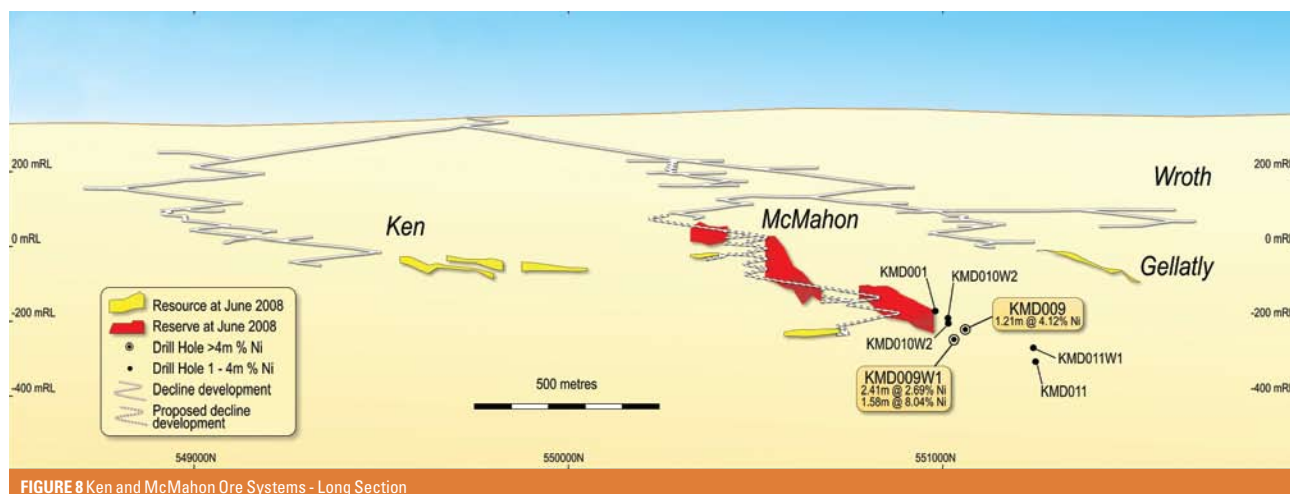 200 mRL
200 mRL
Wroth
Ken
McMahon
0 mRL
0 mRL
Gellatly
KMD001
KMD010W2
Resource at June 2008
Reserve at June 2008
Drill Hole >4m % Ni
Drill Hole 1 - 4m % Ni
Decline development
Proposed decline
development
KMD009
1.21m @ 4.12% Ni
-200 mRL
-200 mRL
KMD010W2
KMD011W1
KMD009W1
2.41m @ 2.69% Ni
1.58m @ 8.04% Ni
KMD011
500 metres
-400 mRL
-400 mRL
549000N
550000N
551000N
FIGURE 8 Ken and McMahon Ore Systems - Long Section